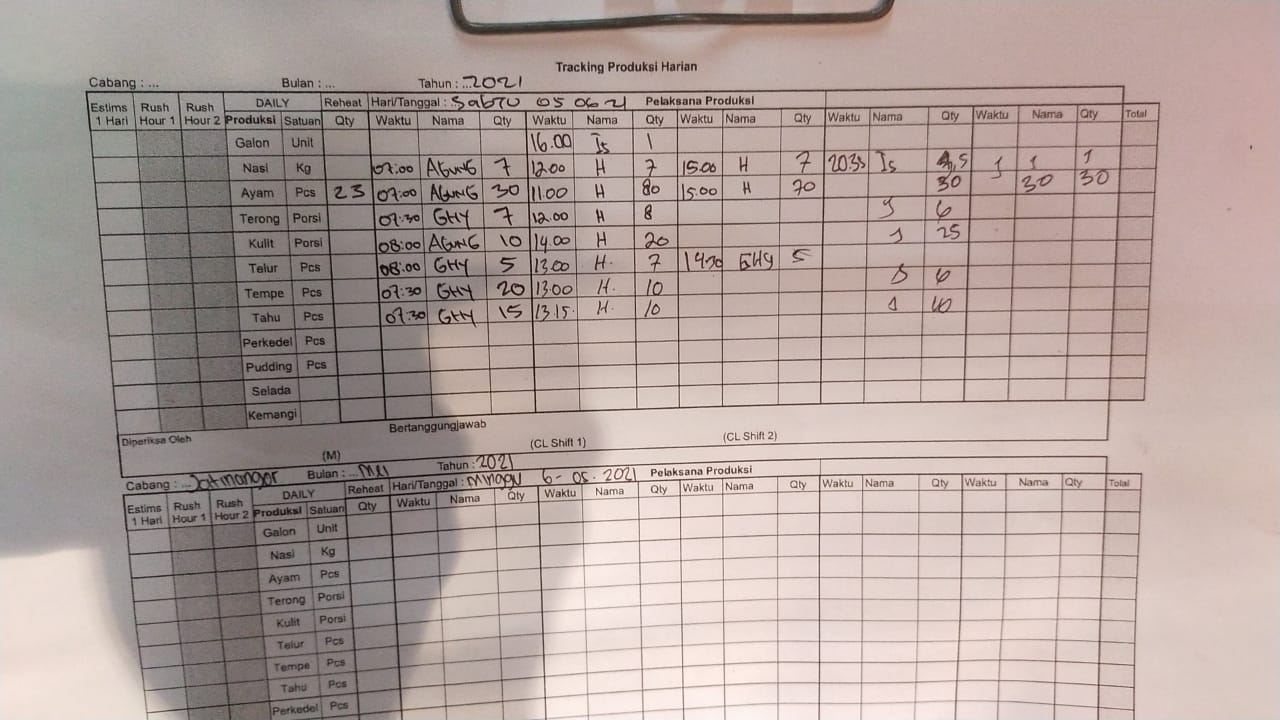 Tracking Produksi Harian
Cabang : ... Bulan : ... Tahun : ...2021
Estims 1 Hari Rush Hour 1 Rush Hour 2 DAILY Reheat Hari/Tanggal : Sabtu 05 06 21 Pelaksana Produksi
Produksi Satuan Qty Waktu Nama Qty Waktu Nama Qty Waktu Nama Qty Waktu Nama Qty Waktu Nama Qty Total
Galon Unit 16.00 Is 1
Nasi Kg 07:00 AGUNG 7 12.00 H 7 15.00 H 7 20.35 Is 1 1
Ayam Pcs 23 07:00 AGUNG 30 11.00 H 80 15.00 H 70 30 30 30
Terong Porsi 07:30 GHY 7 12.00 H 8 6
Kulit Porsi 08:00 AGUNG 10 14.00 H 20 25
Telur Pcs 08:00 GHY 5 13.00 H. 7 14.30 GHY 5
Tempe Pcs 07:30 GHY 20 13.00 H. 10 6
Tahu Pcs 07:30 GHY 15 13.15. H. 10
Perkedel Pcs
Pudding Pcs
Selada
Kemangi
Diperiksa Oleh Bertanggungjawab
(M) (CL Shift 1) (CL Shift 2)
Cabang : ... Jatinangor Bulan : ... Mei Tahun : 2021
Estims 1 Hari Rush Hour 1 Rush Hour 2 DAILY Reheat Hari/Tanggal : Minggu 6-05.2021 Pelaksana Produksi
Produksi Satuan Qty Waktu Nama Qty Waktu Nama Qty Waktu Nama Qty Waktu Nama Qty Waktu Nama Qty Total
Galon Unit
Nasi Kg
Ayam Pcs
Terong Porsi
Kulit Porsi
Telur Pcs
Tempe Pcs
Tahu Pcs
Perkedel Pcs